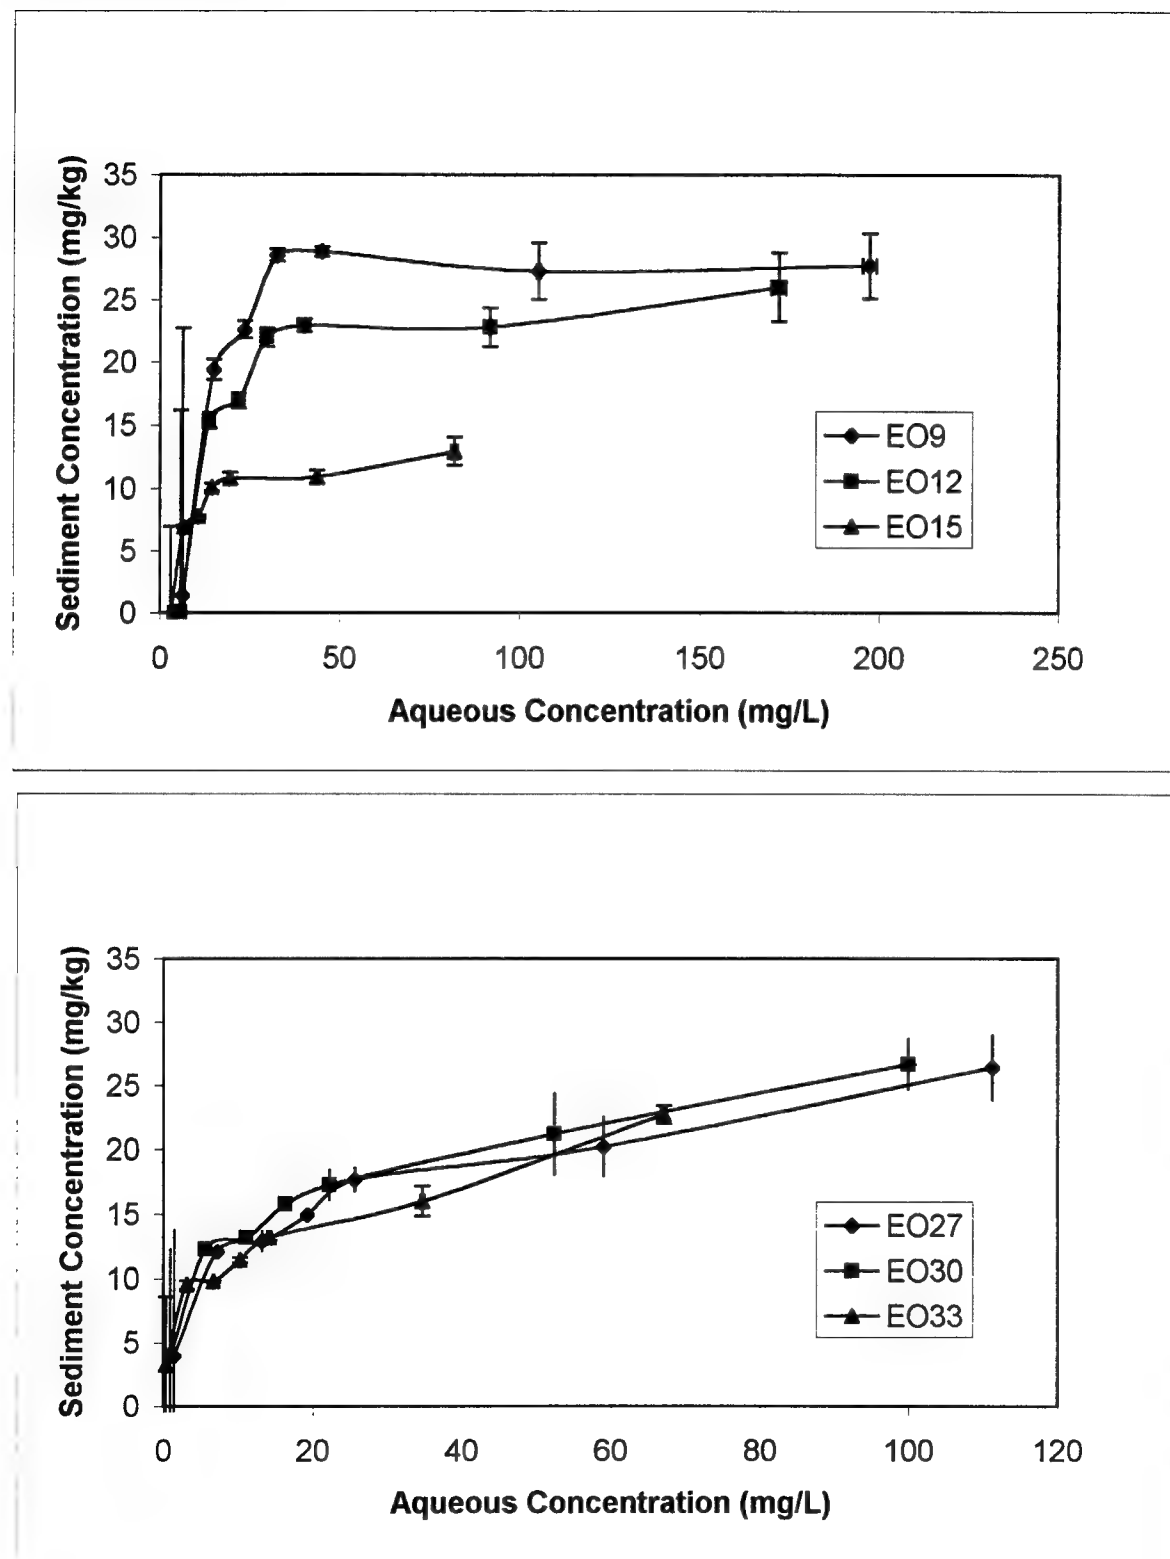 Sediment Concentration (mg/kg)
35
30
25
20
15
10
5
0
EO9
EO12
EO15
0 50 100 150 200 250
Aqueous Concentration (mg/L)
Sediment Concentration (mg/kg)
35
30
25
20
15
10
5
0
EO27
EO30
EO33
0 20 40 60 80 100 120
Aqueous Concentration (mg/L)